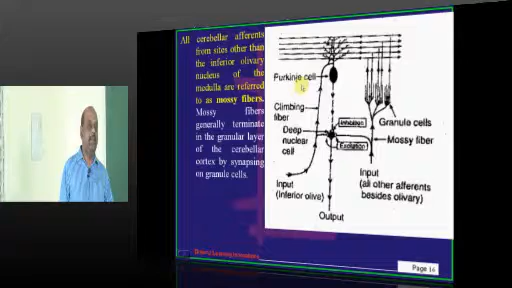 All cerebellar afferents
from sites other than
the inferior olivary
nucleus of the
medulla are referred
to as mossy fibers.
Mossy fibers
generally terminate
in the granular layer
of the cerebellar
cortex by synapsing
on granule cells.
Purkinje cell
Climbing
fiber
Deep
nuclear
cell
Inhibition
Excitation
Granule cells
Mossy fiber
Input
(inferior olive)
Input
(all other afferents
besides olivary)
Output
Page 14